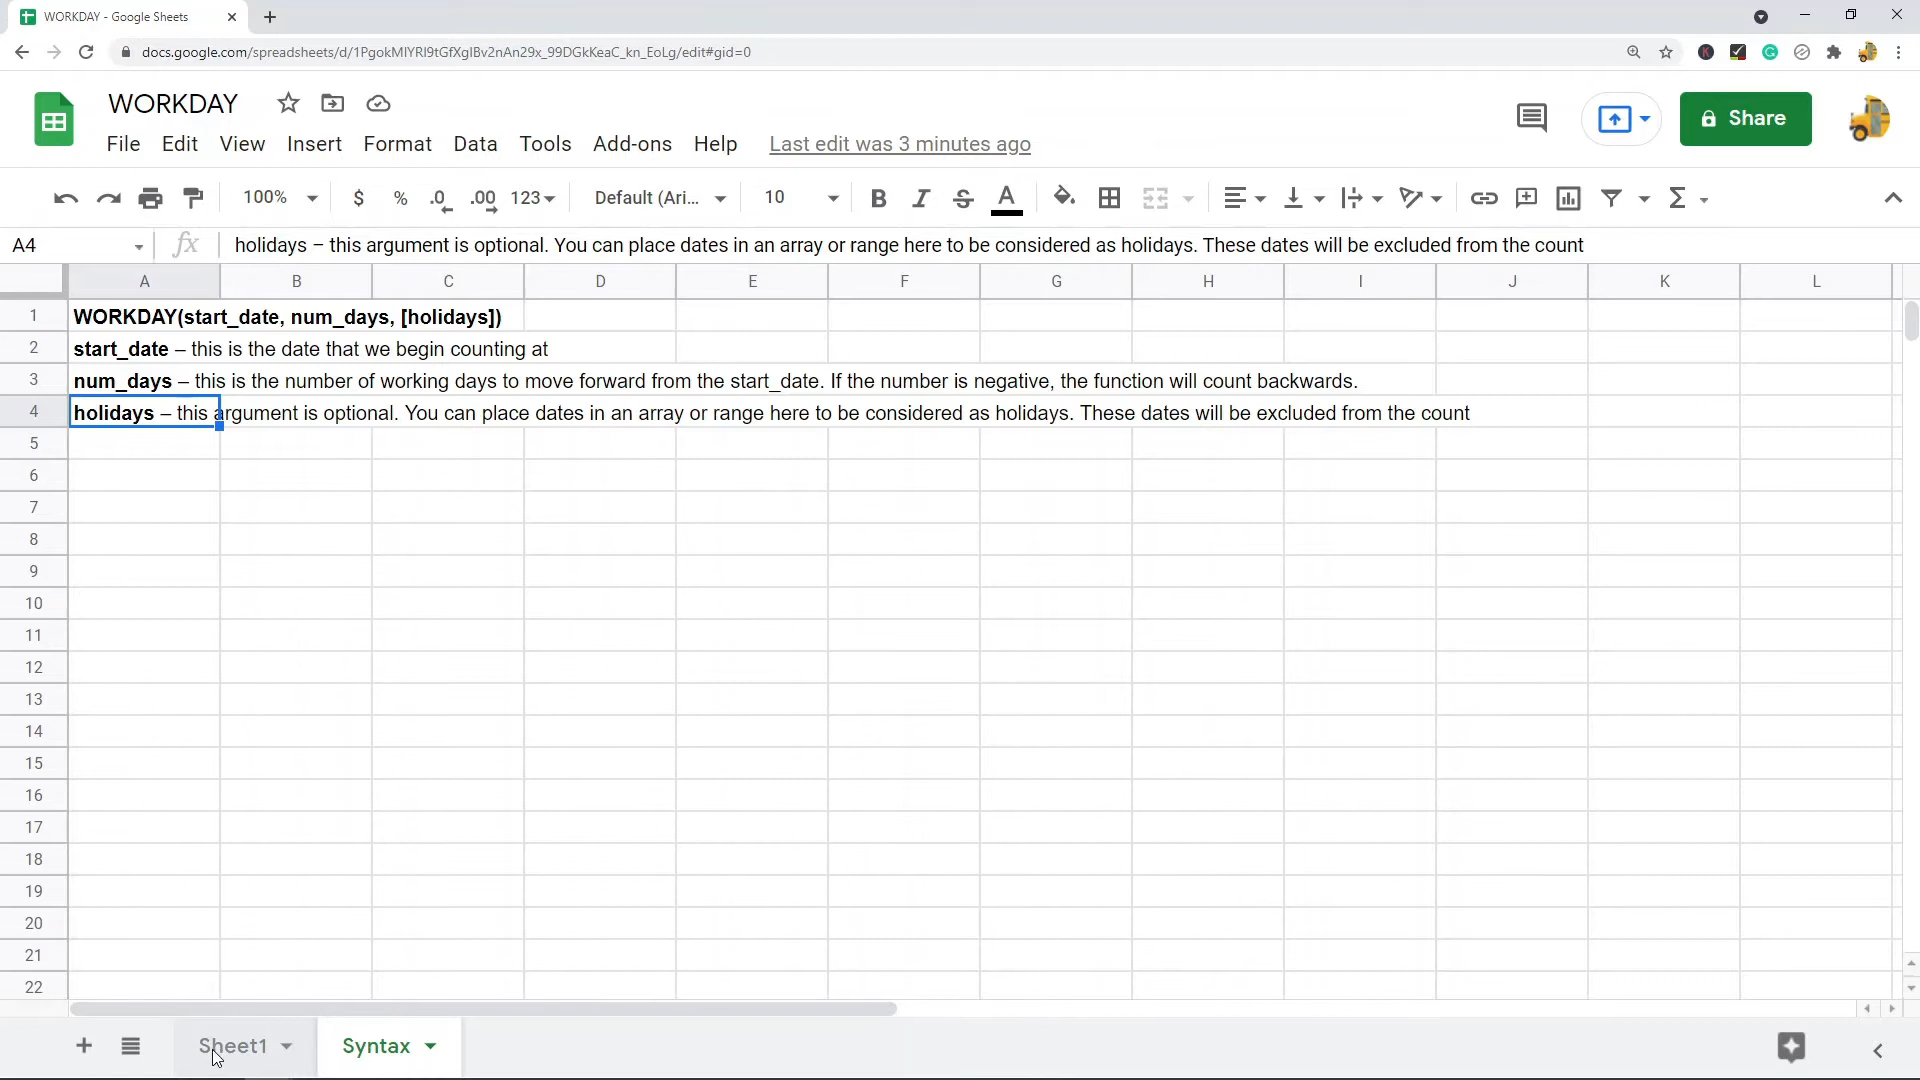 WORKDAY - Google Sheets
docs.google.com/spreadsheets/d/1PgokMIYRl9tGfXgIBv2nAn29x_99DGkKeaC_kn_EoLg/edit#gid=0
WORKDAY
File Edit View Insert Format Data Tools Add-ons Help Last edit was 3 minutes ago
Share
100% $ % .0 .00 123 Default (Ari... 10 B I S A Σ
A4 fx holidays – this argument is optional. You can place dates in an array or range here to be considered as holidays. These dates will be excluded from the count
A B C D E F G H I J K L
1 WORKDAY(start_date, num_days, [holidays])
2 start_date – this is the date that we begin counting at
3 num_days – this is the number of working days to move forward from the start_date. If the number is negative, the function will count backwards.
4 holidays – this argument is optional. You can place dates in an array or range here to be considered as holidays. These dates will be excluded from the count
5
6
7
8
9
10
11
12
13
14
15
16
17
18
19
20
21
22
Sheet1 Syntax